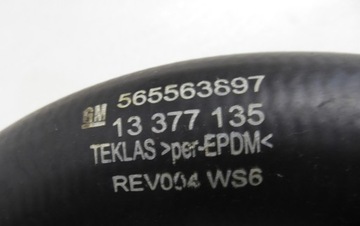 GM 565563897
13 377 135
TEKLAS >per-EPDM<
REV004 WS6